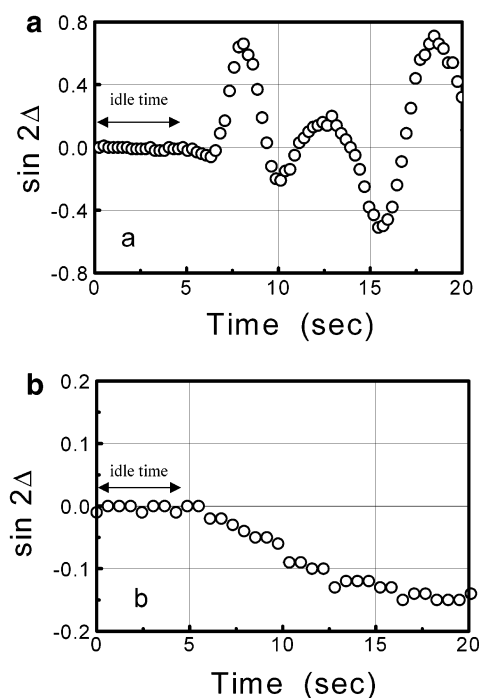 a
0.8
0.4
0.0
-0.4
-0.8
sin 2Δ
idle time
a
0 5 10 15 20
Time (sec)
b
0.2
0.1
0.0
-0.1
-0.2
sin 2Δ
idle time
b
0 5 10 15 20
Time (sec)